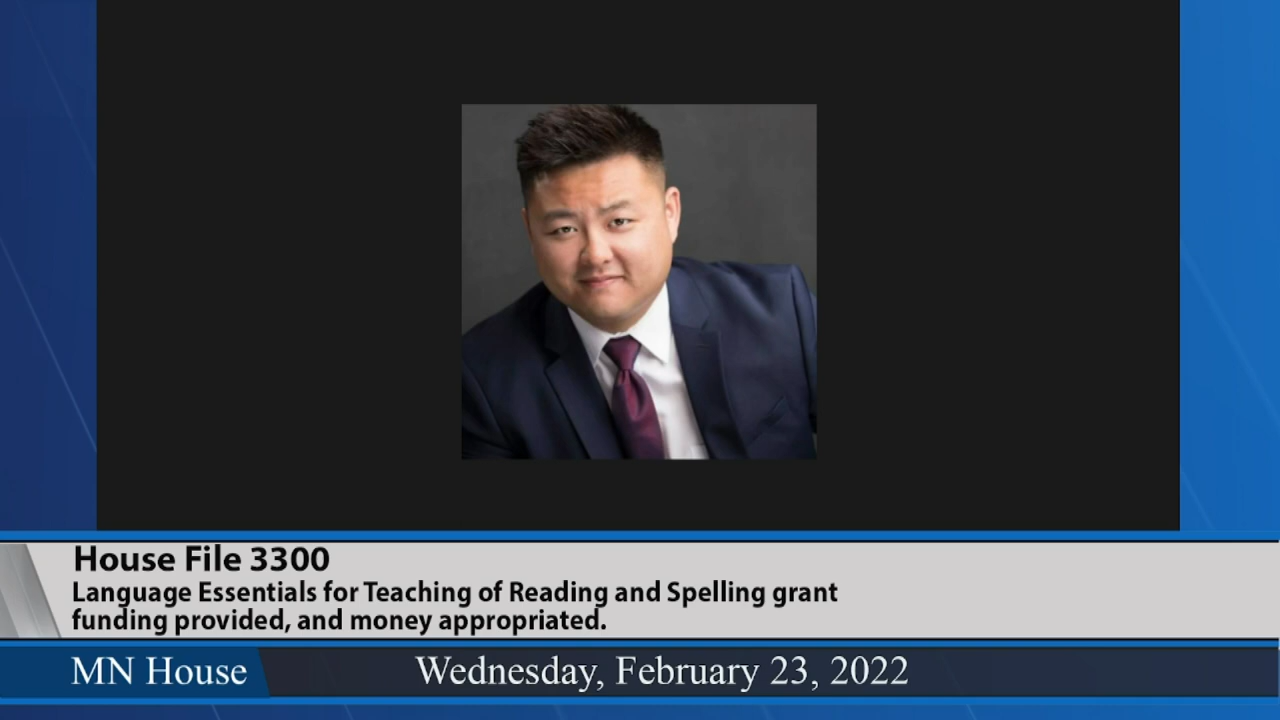 House File 3300
Language Essentials for Teaching of Reading and Spelling grant
funding provided, and money appropriated.
MN House
Wednesday, February 23, 2022